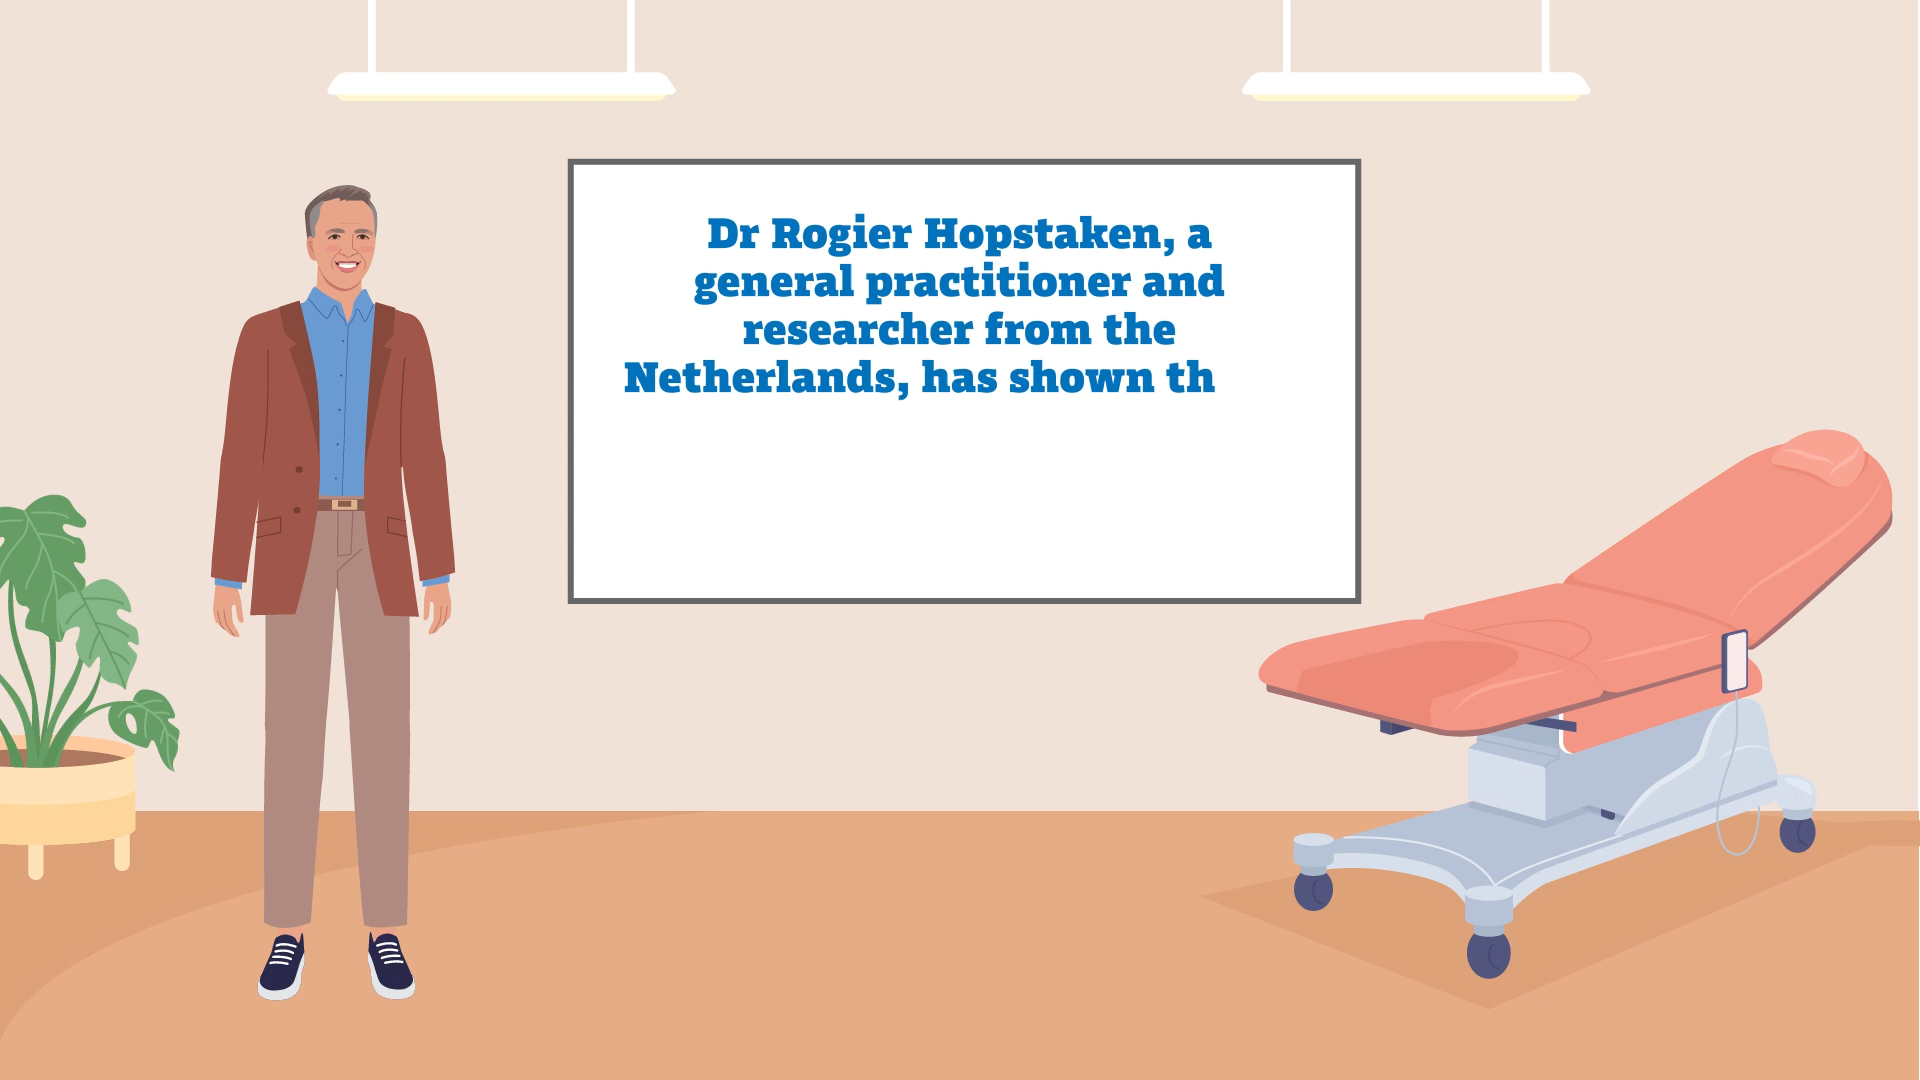 Dr Rogier Hopstaken, a
general practitioner and
researcher from the
Netherlands, has shown th